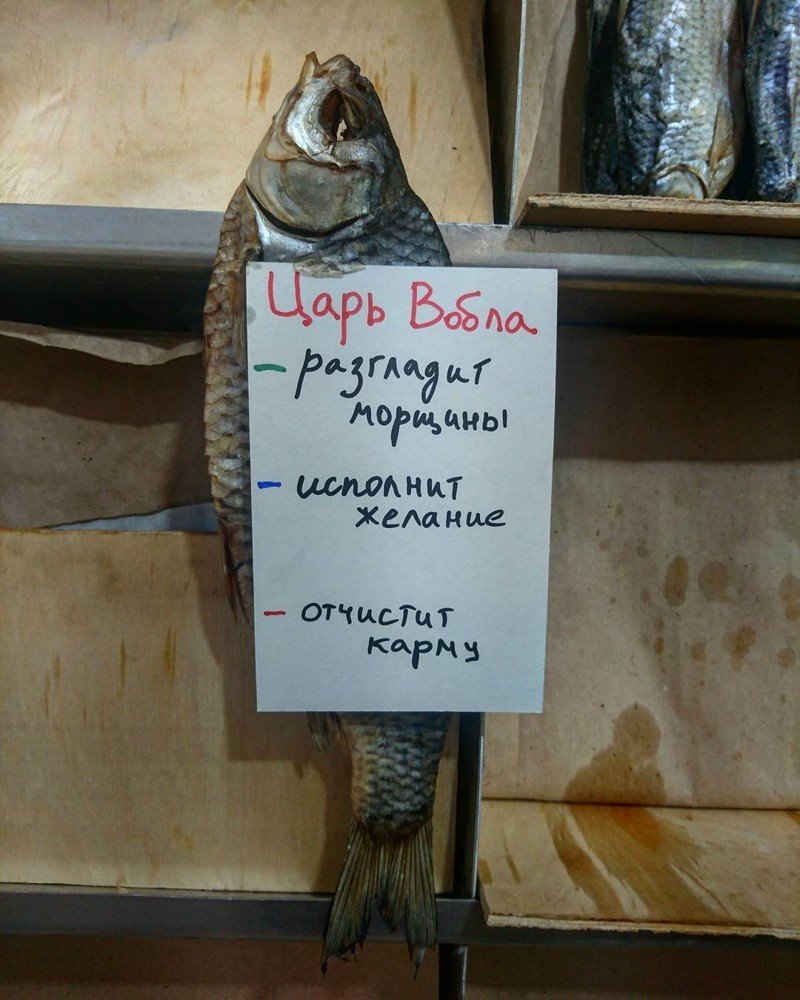 Царь Вобла
- разгладит
морщины
- исполнит
желание
- отчистит
карму